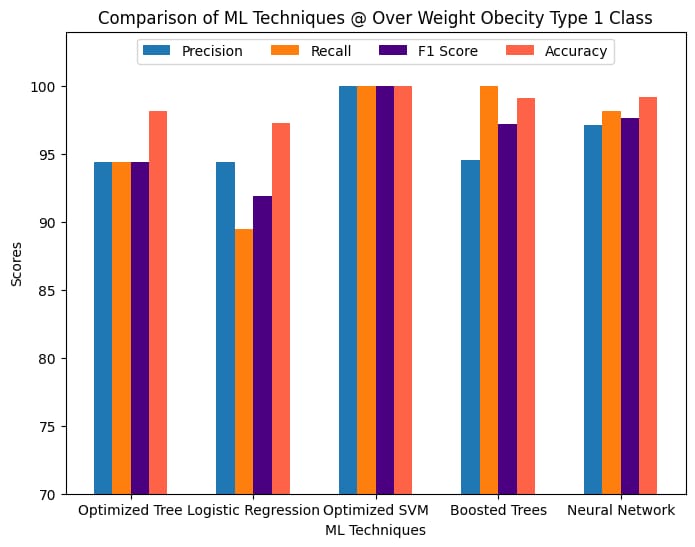 Comparison of ML Techniques @ Over Weight Obecity Type 1 Class
Precision Recall F1 Score Accuracy
100
95
90
85
80
75
70
Scores
Optimized Tree Logistic Regression Optimized SVM Boosted Trees Neural Network
ML Techniques